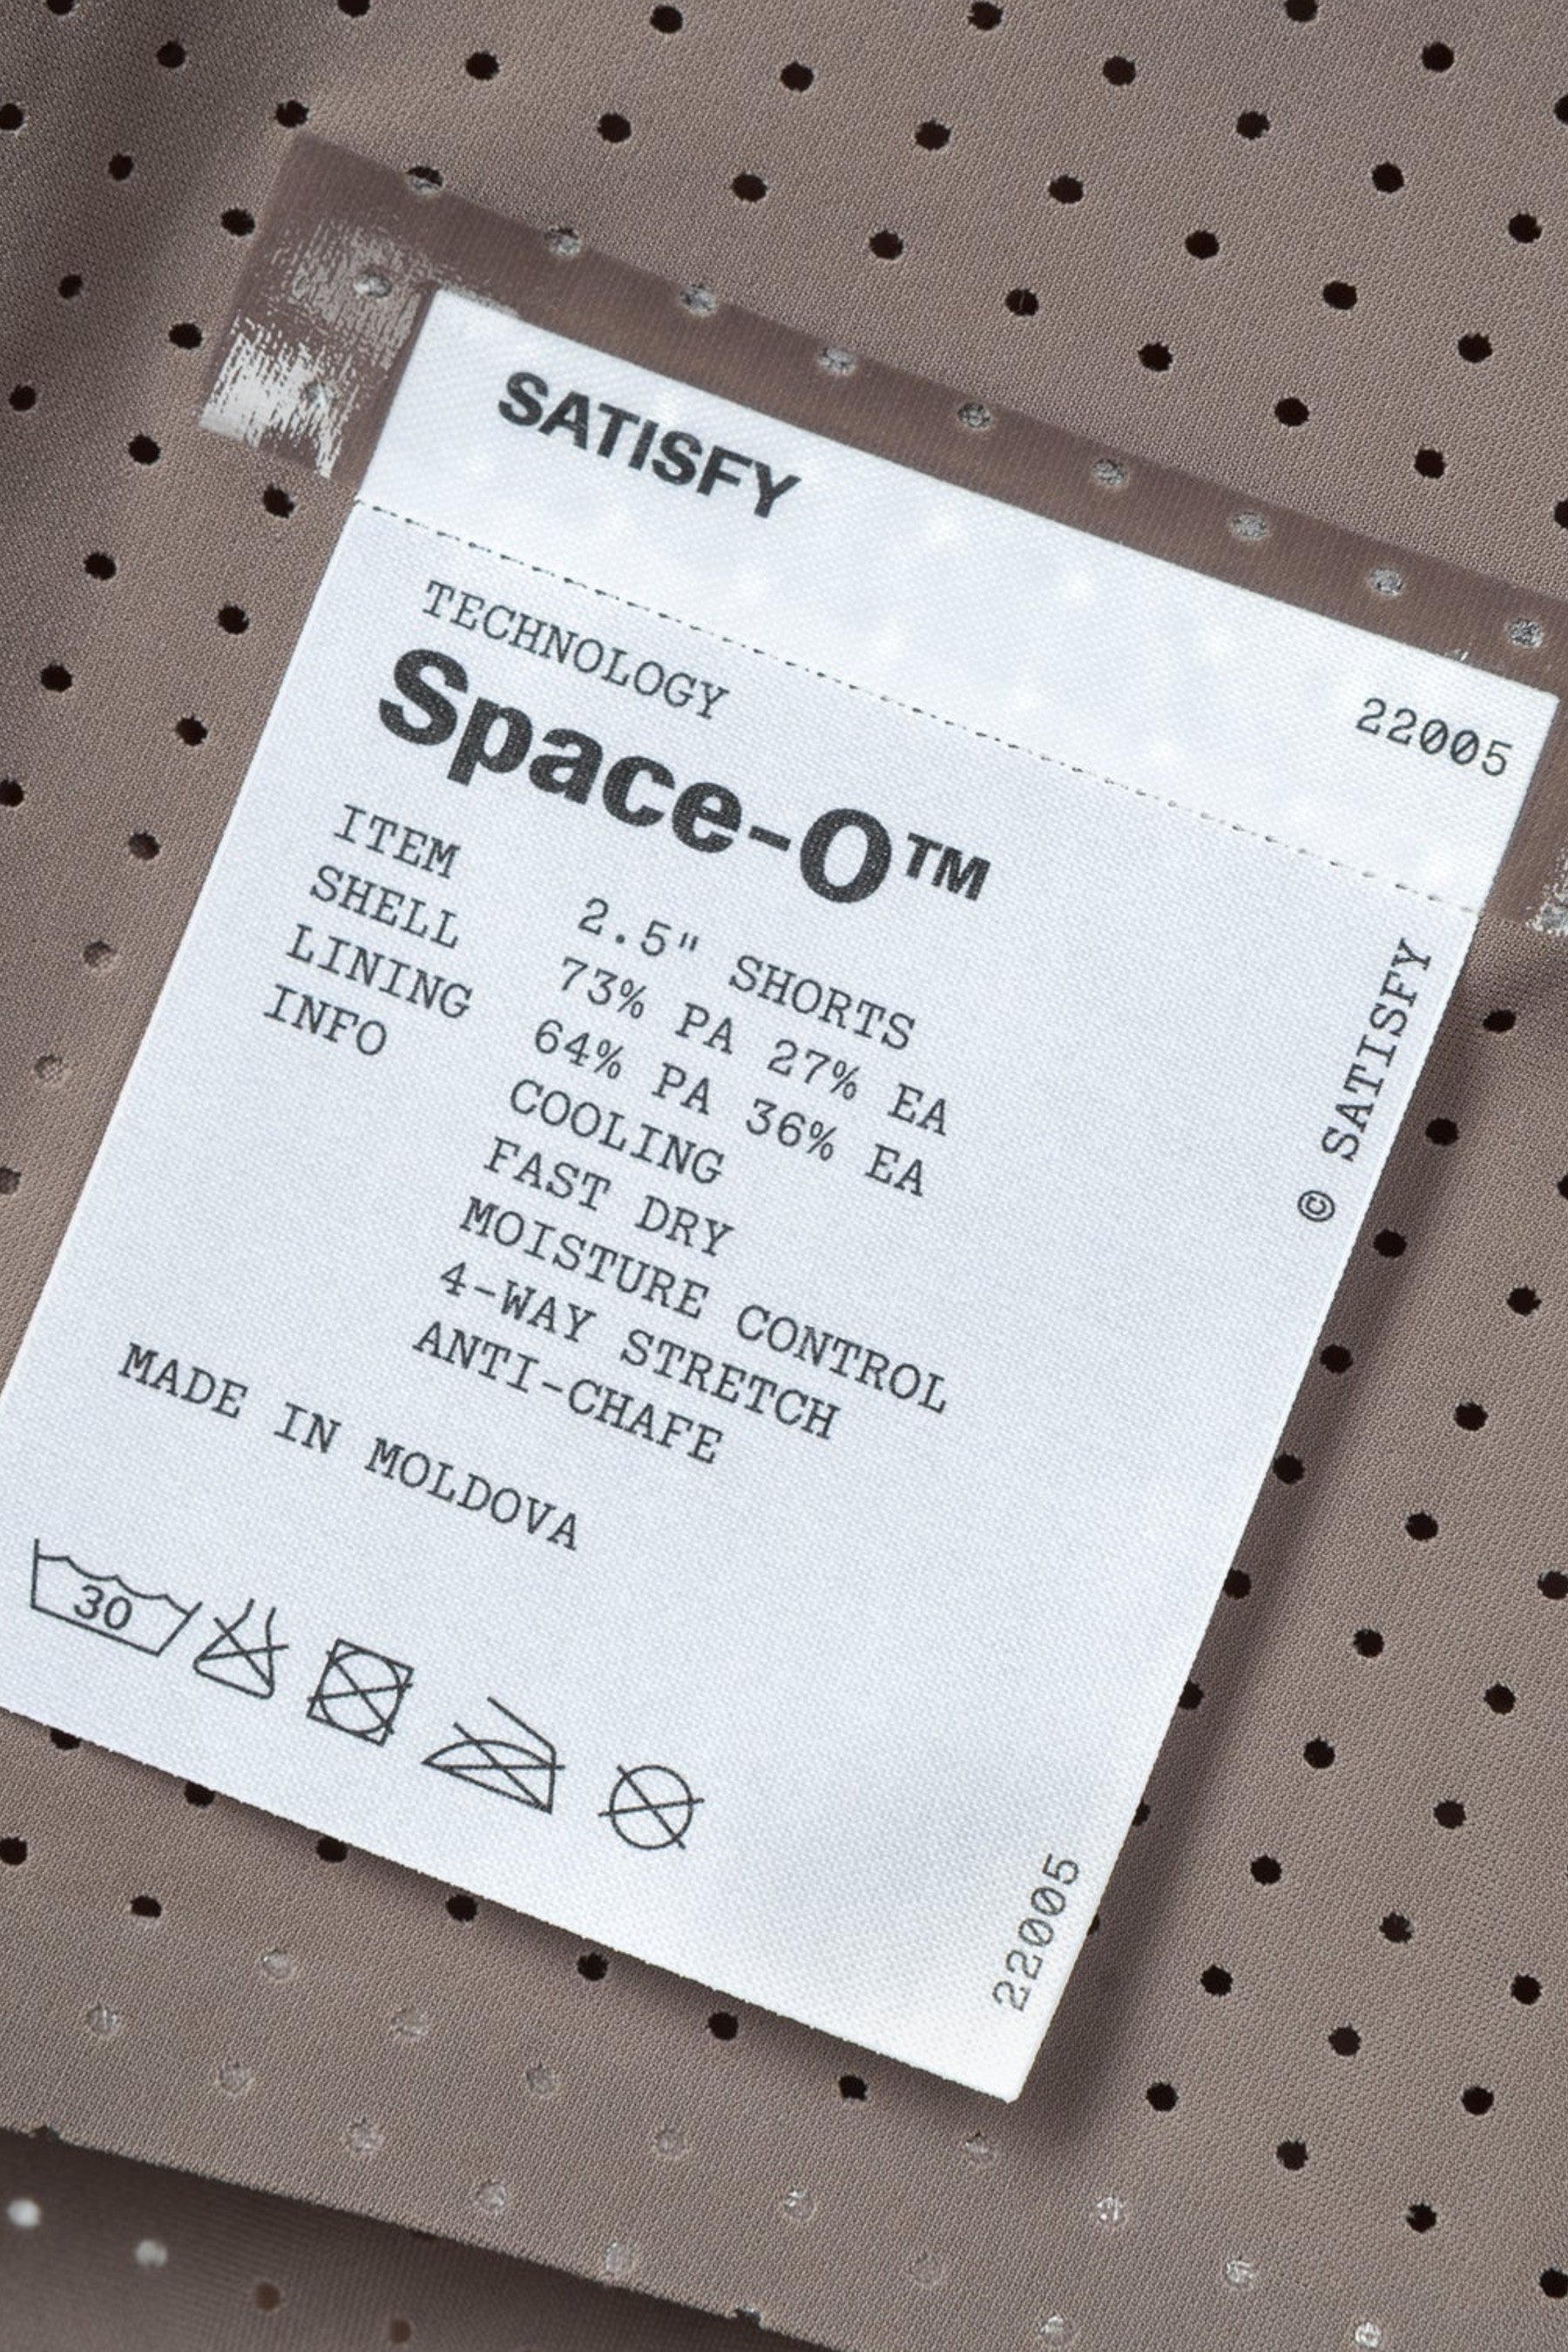 SATISFY
22005
TECHNOLOGY
Space-O™
ITEM 2.5" SHORTS
SHELL 73% PA 27% EA
LINING 64% PA 36% EA
INFO COOLING
FAST DRY
MOISTURE CONTROL
4-WAY STRETCH
ANTI-CHAFE
MADE IN MOLDOVA
30
© SATISFY
22005